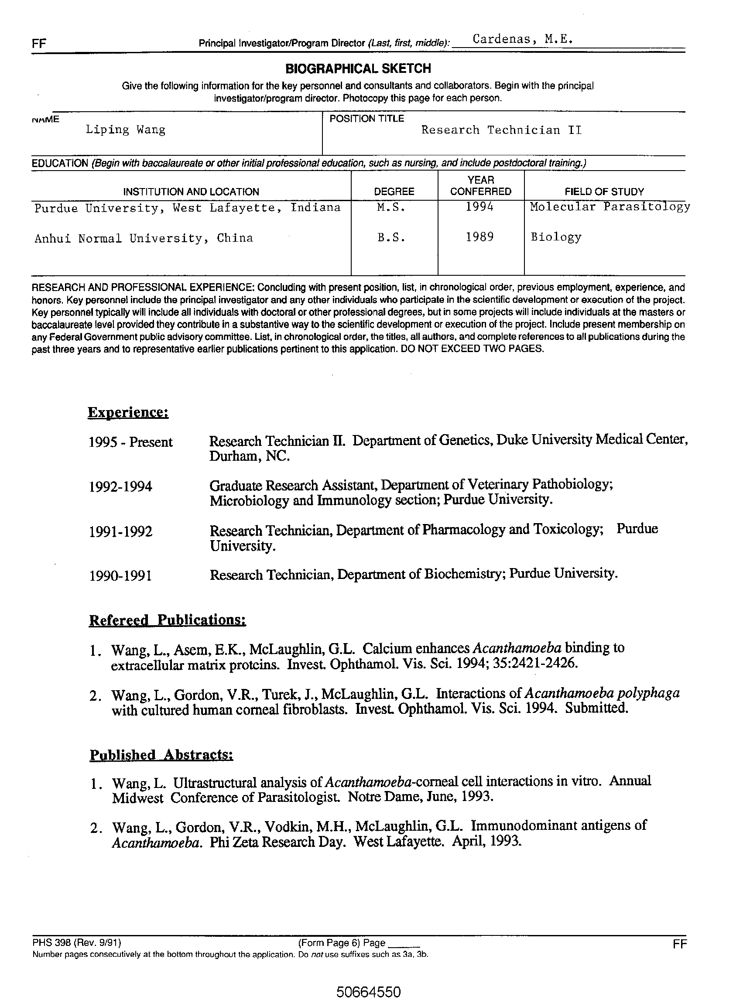 FF
Principal Investigator/Program Director (Last, first, middle): Cardenas, M.E.
BIOGRAPHICAL SKETCH
Give the following information for the key personnel and consultants and collaborators. Begin with the principal
investigator/program director. Photocopy this page for each person.
NAME
POSITION TITLE
Liping Wang
Research Technician II
EDUCATION (Begin with baccalaureate or other initial professional education, such as nursing, and include postdoctoral training.)
INSTITUTION AND LOCATION DEGREE YEAR CONFERRED FIELD OF STUDY
Purdue University, West Lafayette, Indiana M.S. 1994 Molecular Parasitology
Anhui Normal University, China B.S. 1989 Biology
RESEARCH AND PROFESSIONAL EXPERIENCE: Concluding with present position, list, in chronological order, previous employment, experience, and
honors. Key personnel include the principal investigator and any other individuals who participate in the scientific development or execution of the project.
Key personnel typically will include all individuals with doctoral or other professional degrees, but in some projects will include individuals at the masters or
baccalaureate level provided they contribute in a substantive way to the scientific development or execution of the project. Include present membership on
any Federal Government public advisory committee. List, in chronological order, the titles, all authors, and complete references to all publications during the
past three years and to representative earlier publications pertinent to this application. DO NOT EXCEED TWO PAGES.
Experience:
1995 - Present Research Technician II. Department of Genetics, Duke University Medical Center,
Durham, NC.
1992-1994 Graduate Research Assistant, Department of Veterinary Pathobiology;
Microbiology and Immunology section; Purdue University.
1991-1992 Research Technician, Department of Pharmacology and Toxicology; Purdue
University.
1990-1991 Research Technician, Department of Biochemistry; Purdue University.
Refereed Publications:
1. Wang, L., Asem, E.K., McLaughlin, G.L. Calcium enhances Acanthamoeba binding to
extracellular matrix proteins. Invest. Ophthamol. Vis. Sci. 1994; 35:2421-2426.
2. Wang, L., Gordon, V.R., Turek, J., McLaughlin, G.L. Interactions of Acanthamoeba polyphaga
with cultured human corneal fibroblasts. Invest. Ophthamol. Vis. Sci. 1994. Submitted.
Published Abstracts:
1. Wang, L. Ultrastructural analysis of Acanthamoeba-corneal cell interactions in vitro. Annual
Midwest Conference of Parasitologist. Notre Dame, June, 1993.
2. Wang, L., Gordon, V.R., Vodkin, M.H., McLaughlin, G.L. Immunodominant antigens of
Acanthamoeba. Phi Zeta Research Day. West Lafayette. April, 1993.
PHS 398 (Rev. 9/91) (Form Page 6) Page ______ FF
Number pages consecutively at the bottom throughout the application. Do not use suffixes such as 3a, 3b.
50664550